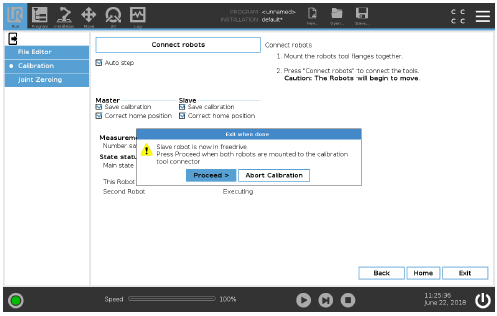 PROGRAM <unnamed>
INSTALLATION default*
Run
Program
Installation
Move
I/O
Log
New...
Open...
Save...
C C
C C
File Editor
Calibration
Joint Zeroing
Connect robots
Auto step
Master
Slave
Save calibration
Save calibration
Correct home position
Correct home position
Connect robots
1. Mount the robots tool flanges together.
2. Press "Connect robots" to connect the tools.
Caution: The Robots will begin to move.
Number sa
Main state
This Robot
Second Robot
Executing
Exit when done
Slave robot is now in freedrive
Press Proceed when both robots are mounted to the calibration
tool connector
Proceed >
Abort Calibration
Back
Home
Exit
Speed
100%
11:25:36
June 22, 2018